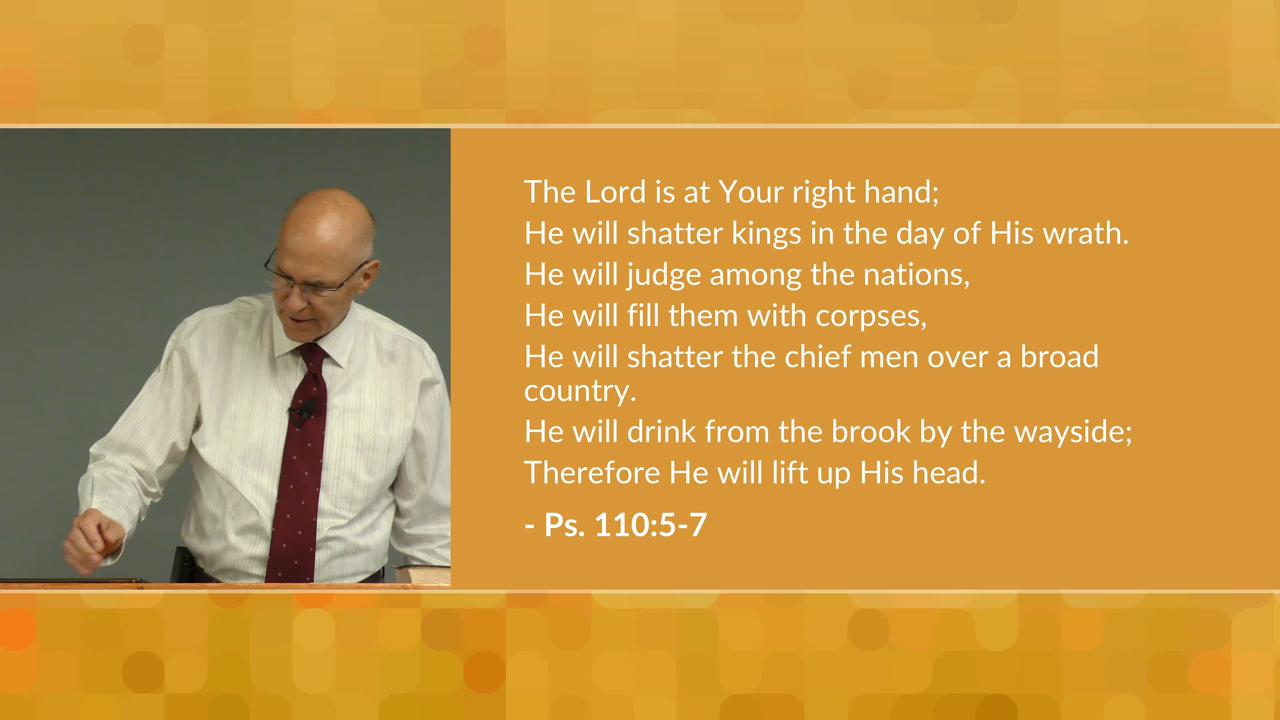 The Lord is at Your right hand;
He will shatter kings in the day of His wrath.
He will judge among the nations,
He will fill them with corpses,
He will shatter the chief men over a broad
country.
He will drink from the brook by the wayside;
Therefore He will lift up His head.
- Ps. 110:5-7